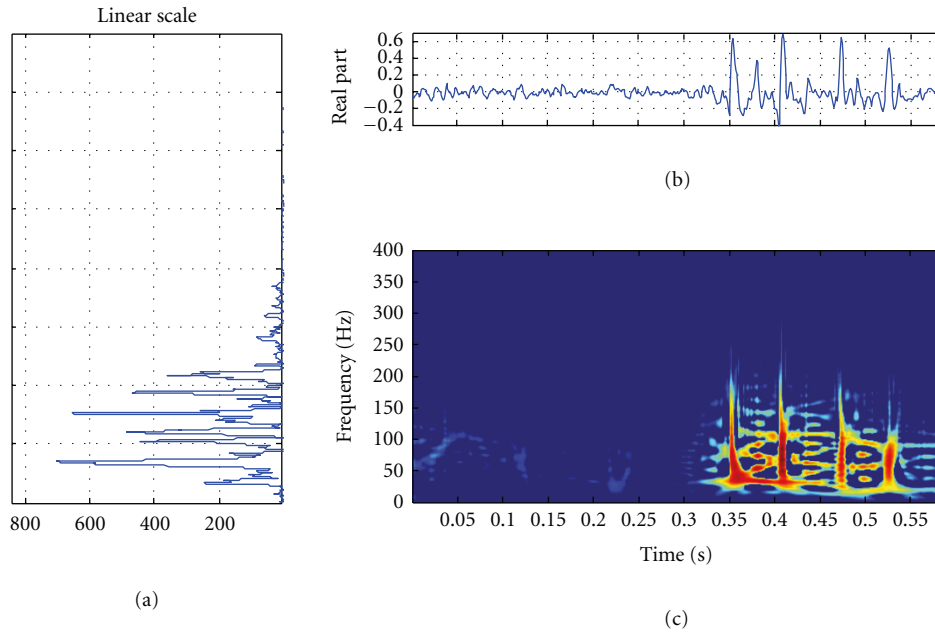 Linear scale
800 600 400 200
(a)
Real part
0.6
0.4
0.2
0
−0.2
−0.4
(b)
Frequency (Hz)
400
350
300
250
200
150
100
50
0
0.05 0.1 0.15 0.2 0.25 0.3 0.35 0.4 0.45 0.5 0.55
Time (s)
(c)